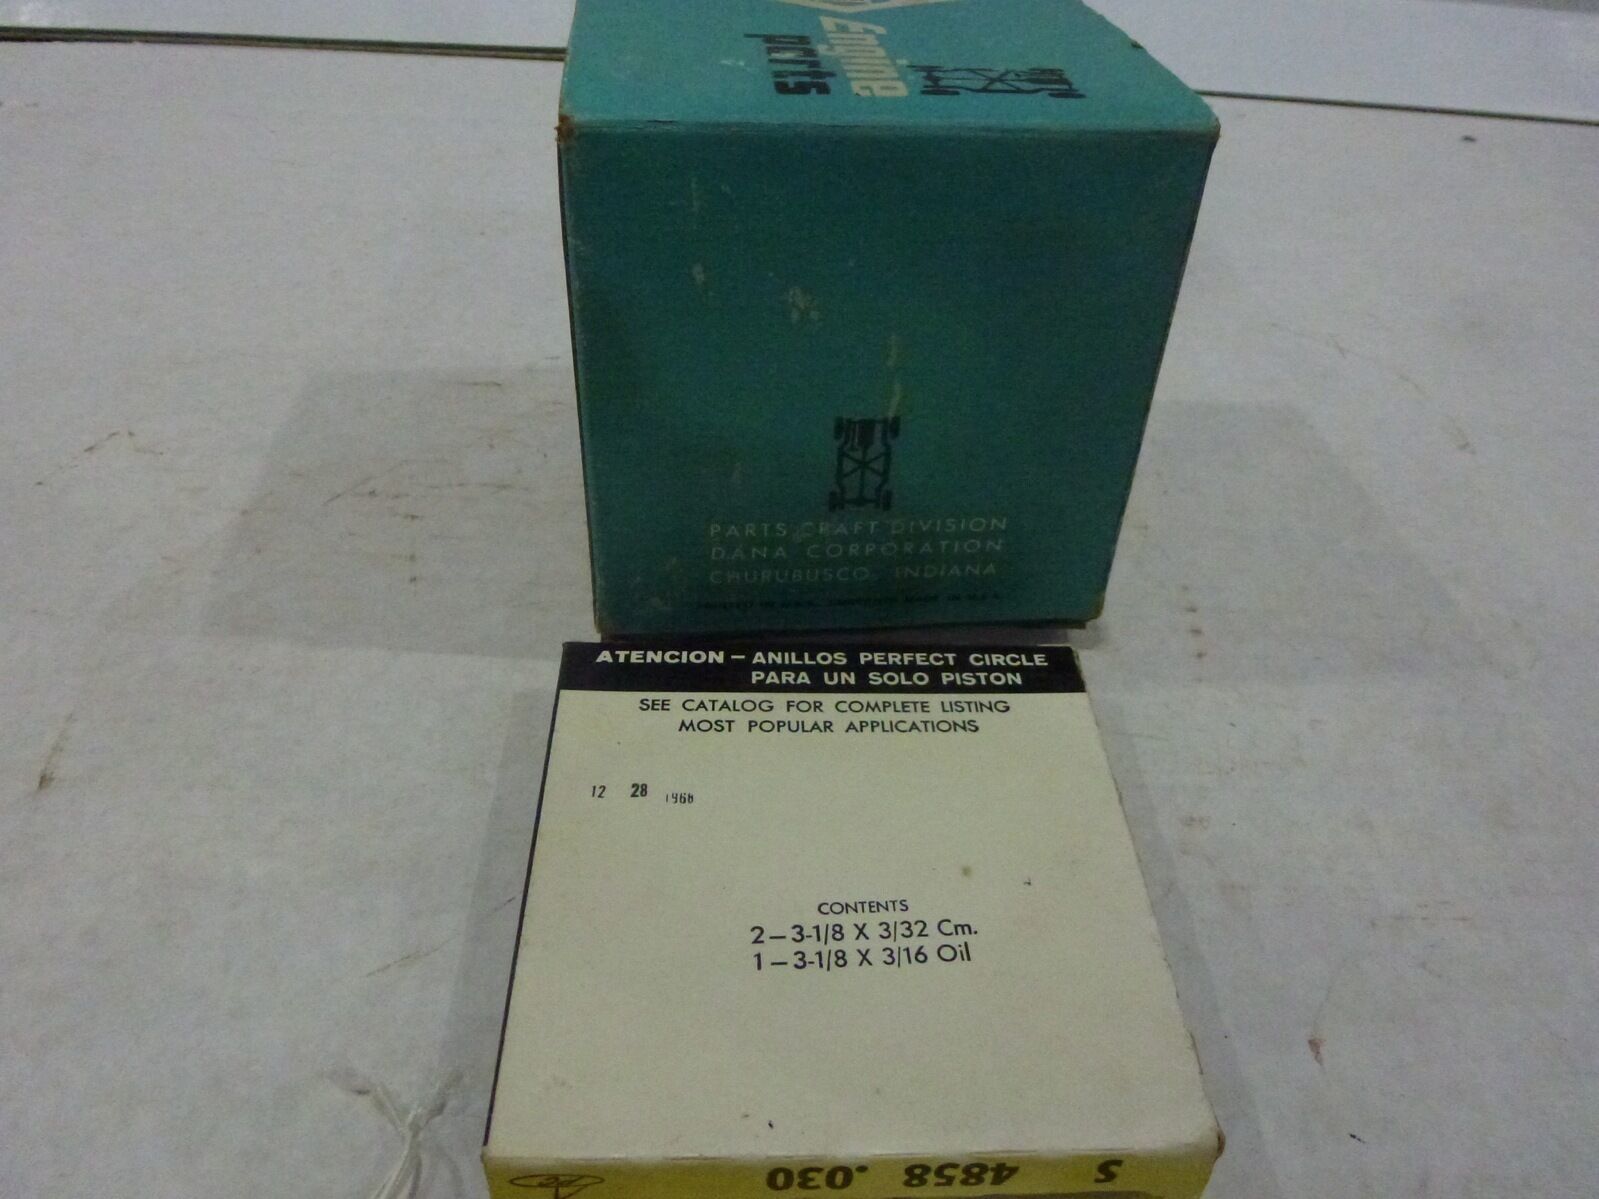 Engine
parts
PARTS CRAFT DIVISION
DANA CORPORATION
CHURUBUSCO, INDIANA
ATENCION – ANILLOS PERFECT CIRCLE
PARA UN SOLO PISTON
SEE CATALOG FOR COMPLETE LISTING
MOST POPULAR APPLICATIONS
12 28 1968
CONTENTS
2–3-1/8 X 3/32 Cm.
1–3-1/8 X 3/16 Oil
S 4858 .030
PC